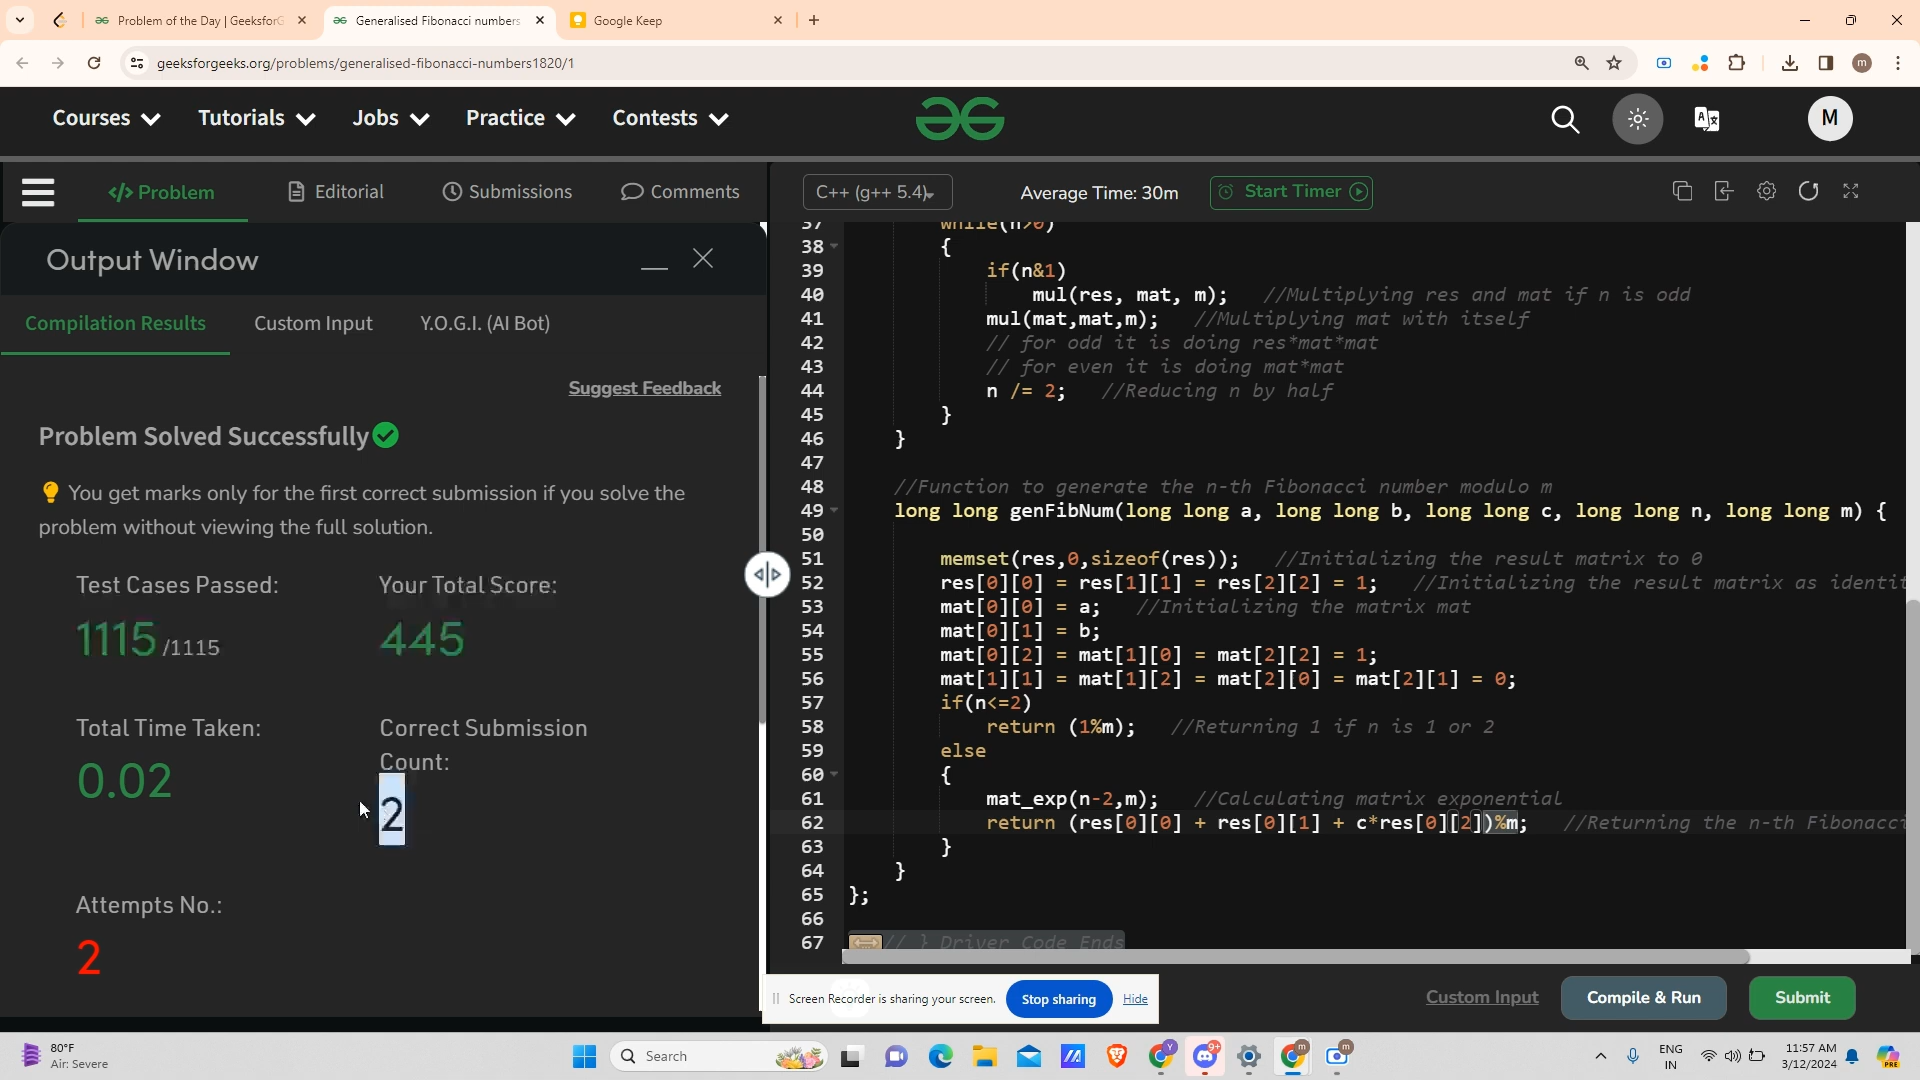 Problem of the Day | GeeksforG
Generalised Fibonacci numbers
Google Keep
geeksforgeeks.org/problems/generalised-fibonacci-numbers1820/1
m
Courses
Tutorials
Jobs
Practice
Contests
M
</> Problem
Editorial
Submissions
Comments
C++ (g++ 5.4)
Average Time: 30m
Start Timer
Output Window
Compilation Results
Custom Input
Y.O.G.I. (AI Bot)
Suggest Feedback
Problem Solved Successfully
You get marks only for the first correct submission if you solve the
problem without viewing the full solution.
Test Cases Passed:
1115 /1115
Your Total Score:
445
Total Time Taken:
0.02
Correct Submission
Count:
2
Attempts No.:
2
37 while(n>0)
38 {
39 if(n&1)
40 mul(res, mat, m); //Multiplying res and mat if n is odd
41 mul(mat,mat,m); //Multiplying mat with itself
42 // for odd it is doing res*mat*mat
43 // for even it is doing mat*mat
44 n /= 2; //Reducing n by half
45 }
46 }
47
48 //Function to generate the n-th Fibonacci number modulo m
49 long long genFibNum(long long a, long long b, long long c, long long n, long long m) {
50
51 memset(res,0,sizeof(res)); //Initializing the result matrix to 0
52 res[0][0] = res[1][1] = res[2][2] = 1; //Initializing the result matrix as identit
53 mat[0][0] = a; //Initializing the matrix mat
54 mat[0][1] = b;
55 mat[0][2] = mat[1][0] = mat[2][2] = 1;
56 mat[1][1] = mat[1][2] = mat[2][0] = mat[2][1] = 0;
57 if(n<=2)
58 return (1%m); //Returning 1 if n is 1 or 2
59 else
60 {
61 mat_exp(n-2,m); //Calculating matrix exponential
62 return (res[0][0] + res[0][1] + c*res[0][2])%m; //Returning the n-th Fibonacci
63 }
64 }
65 };
66
67 // } Driver Code Ends
Screen Recorder is sharing your screen.
Stop sharing
Hide
Custom Input
Compile & Run
Submit
80°F
Air: Severe
Search
Y
9+
m
m
ENG
IN
11:57 AM
3/12/2024
PRE